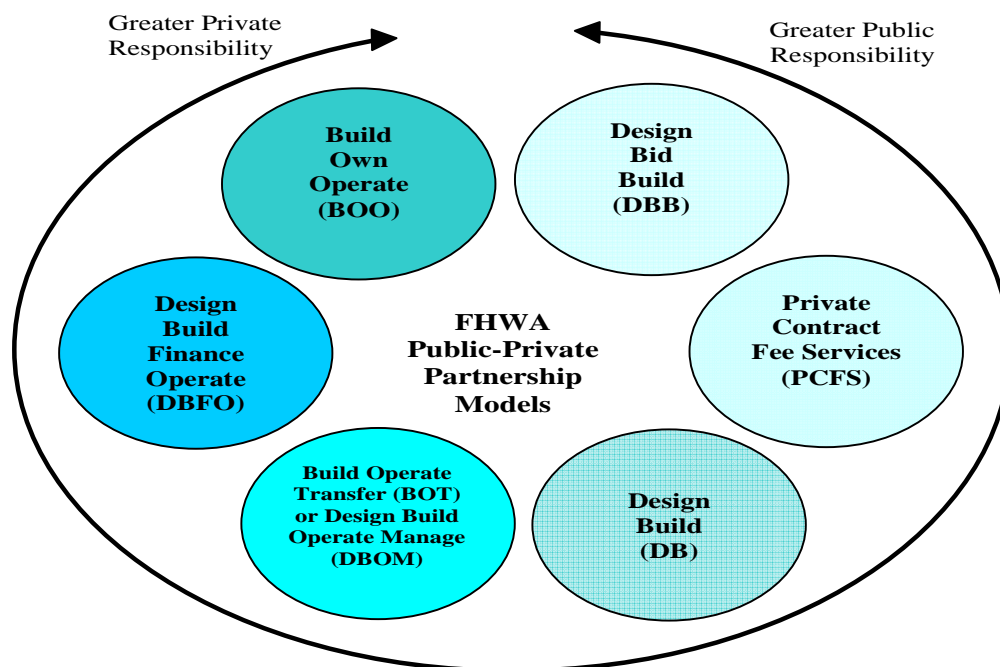 Greater Private
Responsibility
Greater Public
Responsibility
Build
Own
Operate
(BOO)
Design
Bid
Build
(DBB)
Design
Build
Finance
Operate
(DBFO)
FHWA
Public-Private
Partnership
Models
Private
Contract
Fee Services
(PCFS)
Build Operate
Transfer (BOT)
or Design Build
Operate Manage
(DBOM)
Design
Build
(DB)